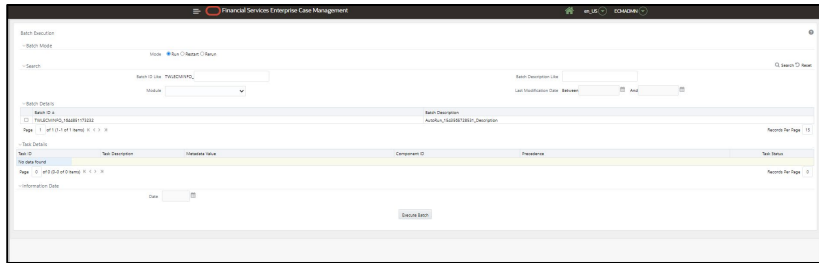 Financial Services Enterprise Case Management en_US ECMADMN
Batch Execution
Batch Mode
Mode Run Restart Rerun
Search Search Reset
Batch ID Like TWLECMINFO_ Batch Description Like
Module Last Modification Date Between And
Batch Details
Batch ID Batch Description
Page 1 of 1 (1-1 of 1 items) Records Per Page 15
Task Details
Task ID Task Description Metadata Value Component ID Precedence Task Status
No data found
Page 0 of 0 (0-0 of 0 items) Records Per Page 0
Information Date
Date
Execute Batch